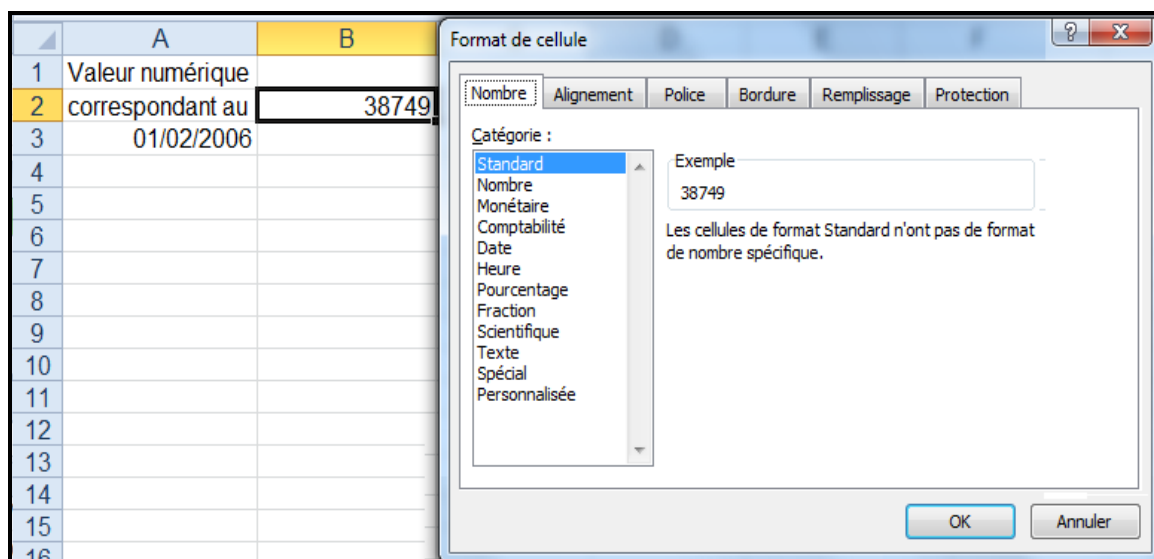 A B
1 Valeur numérique
2 correspondant au 38749
3 01/02/2006
4
5
6
7
8
9
10
11
12
13
14
15
16
Format de cellule
Nombre Alignement Police Bordure Remplissage Protection
Catégorie :
Standard
Nombre
Monétaire
Comptabilité
Date
Heure
Pourcentage
Fraction
Scientifique
Texte
Spécial
Personnalisée
Exemple
38749
Les cellules de format Standard n'ont pas de format
de nombre spécifique.
OK Annuler